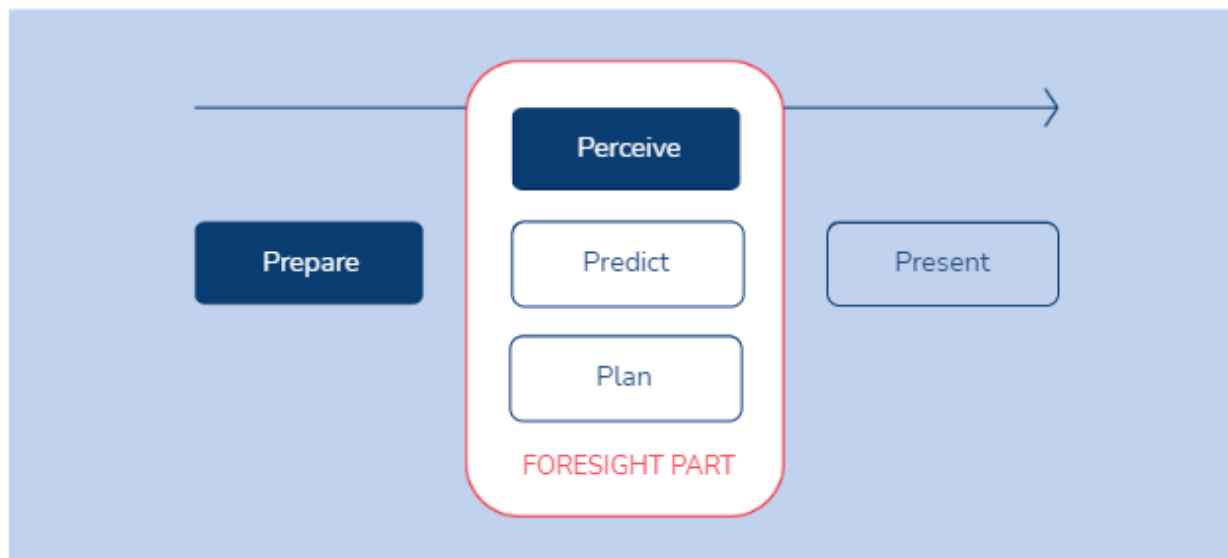 Perceive
Prepare
Predict
Present
Plan
FORESIGHT PART